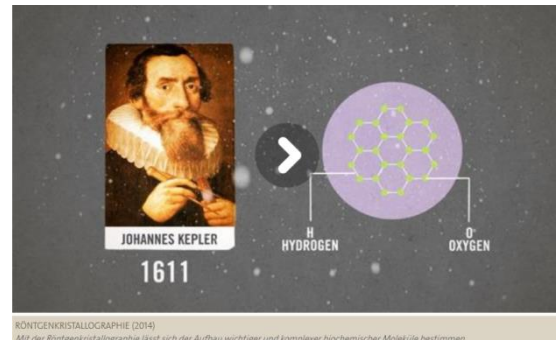 JOHANNES KEPLER
1611
H
HYDROGEN
O
OXYGEN
RÖNTGENKRISTALLOGRAPHIE (2014)
Mit der Röntgenkristallographie lässt sich der Aufbau wichtiger und komplexer biochemischer Moleküle bestimmen.